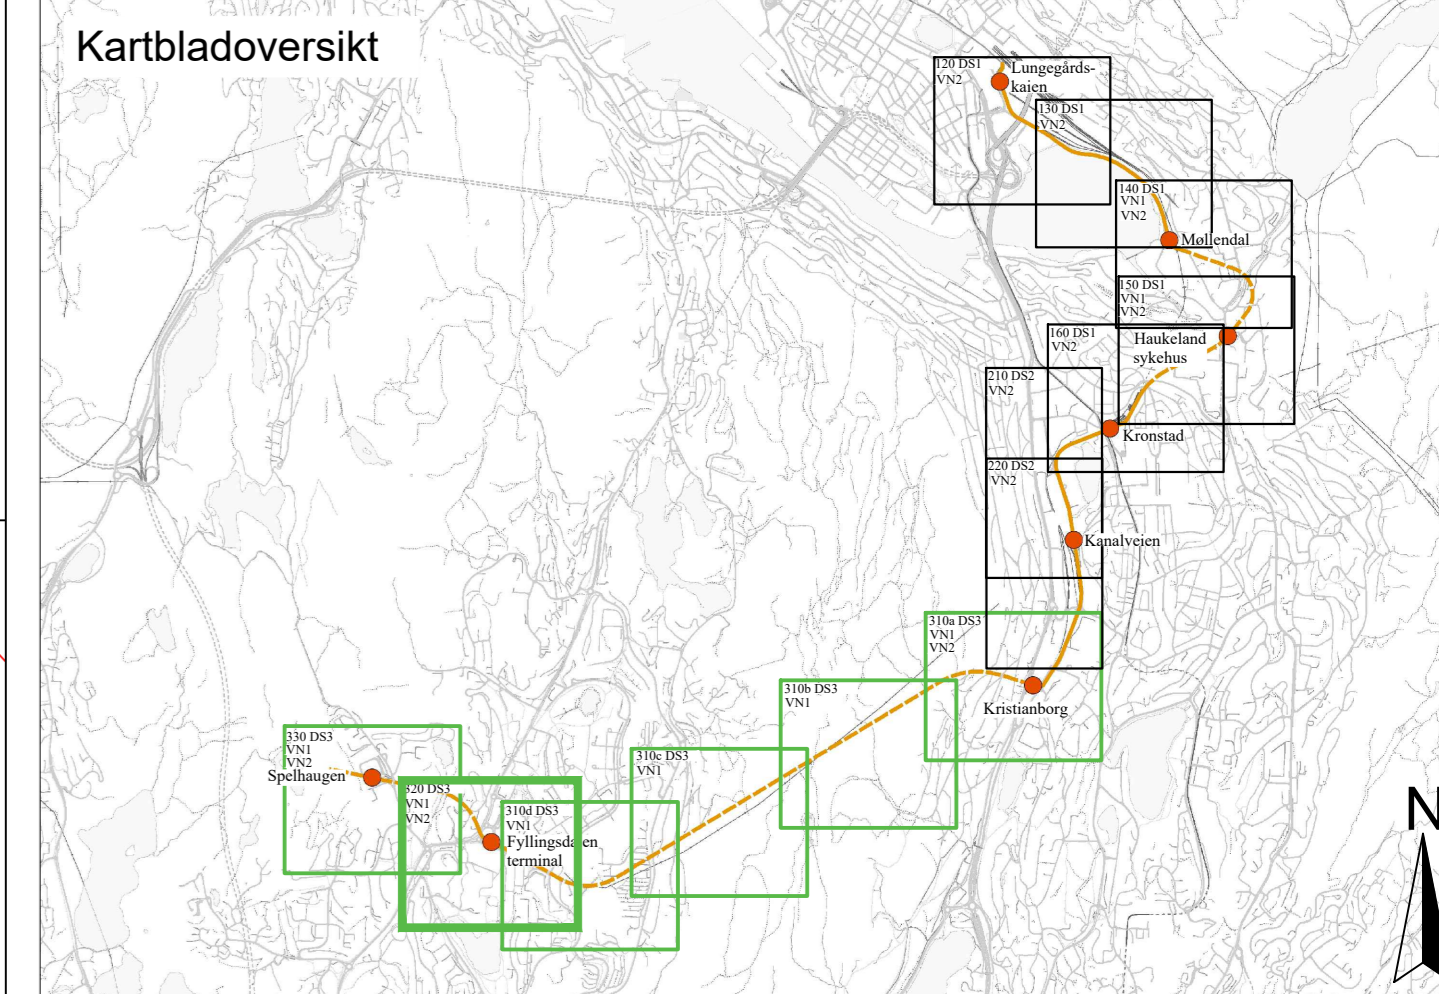 Kartbladoversikt
120 DS1
VN2
Lungegårds-
kaien
130 DS1
VN2
140 DS1
VN1
VN2
Møllendal
150 DS1
VN1
VN2
160 DS1
VN2
Haukeland
sykehus
210 DS2
VN2
Kronstad
220 DS2
VN2
Kanalveien
310a DS3
VN1
VN2
310b DS3
VN1
Kristianborg
330 DS3
VN1
VN2
310c DS3
VN1
Spelhaugen
320 DS3
VN1
VN2
310d DS3
VN1
Fyllingsdalen
terminal
N